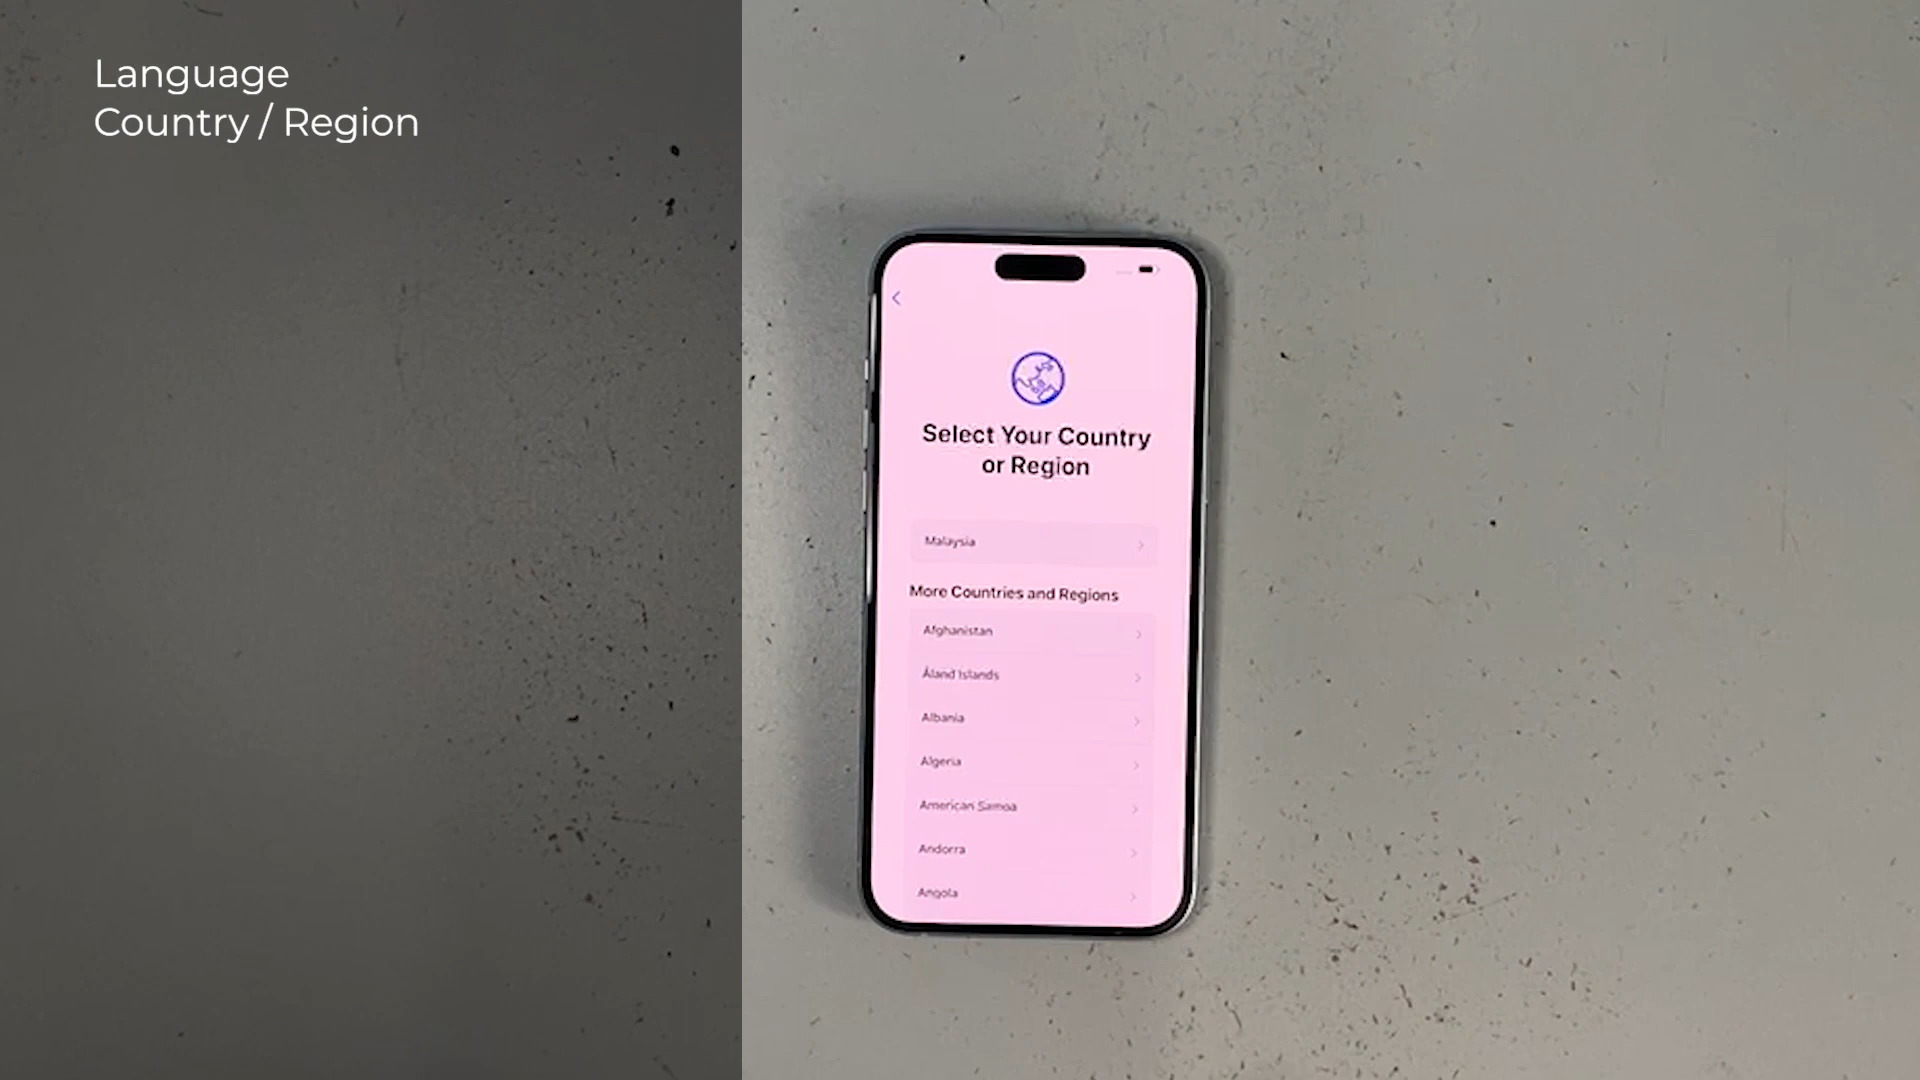 Language
Country / Region
Select Your Country
or Region
Malaysia
More Countries and Regions
Afghanistan
Åland Islands
Albania
Algeria
American Samoa
Andorra
Angola